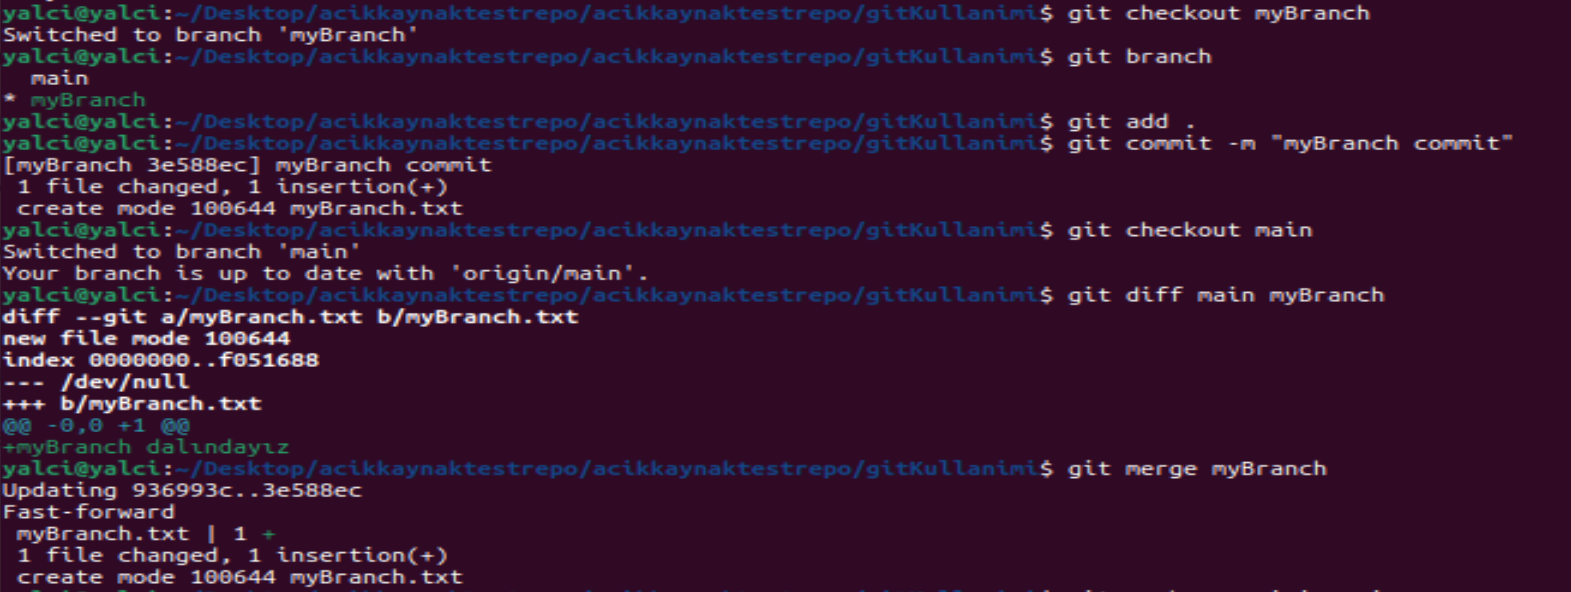 yalci@yalci:~/Desktop/acikkaynaktestrepo/acikkaynaktestrepo/gitKullanimi$ git checkout myBranch
Switched to branch 'myBranch'
yalci@yalci:~/Desktop/acikkaynaktestrepo/acikkaynaktestrepo/gitKullanimi$ git branch
  main
* myBranch
yalci@yalci:~/Desktop/acikkaynaktestrepo/acikkaynaktestrepo/gitKullanimi$ git add .
yalci@yalci:~/Desktop/acikkaynaktestrepo/acikkaynaktestrepo/gitKullanimi$ git commit -m "myBranch commit"
[myBranch 3e588ec] myBranch commit
 1 file changed, 1 insertion(+)
 create mode 100644 myBranch.txt
yalci@yalci:~/Desktop/acikkaynaktestrepo/acikkaynaktestrepo/gitKullanimi$ git checkout main
Switched to branch 'main'
Your branch is up to date with 'origin/main'.
yalci@yalci:~/Desktop/acikkaynaktestrepo/acikkaynaktestrepo/gitKullanimi$ git diff main myBranch
diff --git a/myBranch.txt b/myBranch.txt
new file mode 100644
index 0000000..f051688
--- /dev/null
+++ b/myBranch.txt
@@ -0,0 +1 @@
+myBranch dalındayız
yalci@yalci:~/Desktop/acikkaynaktestrepo/acikkaynaktestrepo/gitKullanimi$ git merge myBranch
Updating 936993c..3e588ec
Fast-forward
 myBranch.txt | 1 +
 1 file changed, 1 insertion(+)
 create mode 100644 myBranch.txt